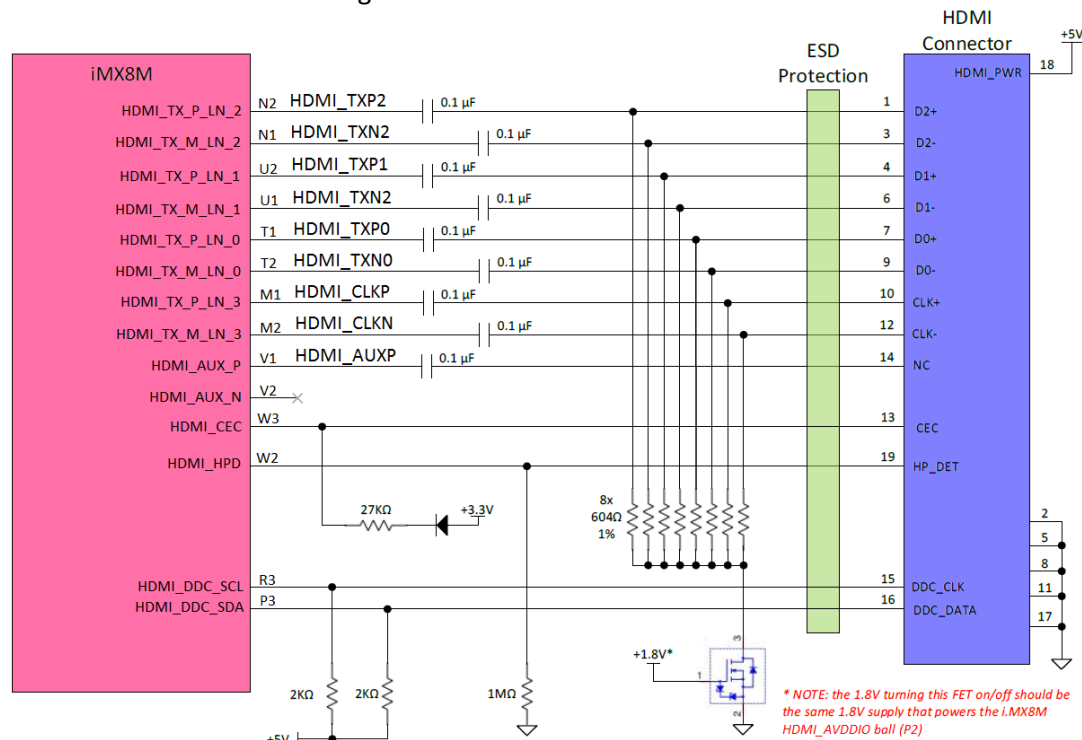 HDMI
Connector
+5V
ESD
Protection
iMX8M
HDMI_PWR 18
HDMI_TX_P_LN_2 N2 HDMI_TXP2 0.1 µF 1 D2+
HDMI_TX_M_LN_2 N1 HDMI_TXN2 0.1 µF 3 D2-
HDMI_TX_P_LN_1 U2 HDMI_TXP1 0.1 µF 4 D1+
HDMI_TX_M_LN_1 U1 HDMI_TXN2 0.1 µF 6 D1-
HDMI_TX_P_LN_0 T1 HDMI_TXP0 0.1 µF 7 D0+
HDMI_TX_M_LN_0 T2 HDMI_TXN0 0.1 µF 9 D0-
HDMI_TX_P_LN_3 M1 HDMI_CLKP 0.1 µF 10 CLK+
HDMI_TX_M_LN_3 M2 HDMI_CLKN 0.1 µF 12 CLK-
HDMI_AUX_P V1 HDMI_AUXP 0.1 µF 14 NC
HDMI_AUX_N V2
HDMI_CEC W3 13 CEC
HDMI_HPD W2 19 HP_DET
27KΩ +3.3V
8x
604Ω
1%
2
5
8
11
17
HDMI_DDC_SCL R3 15 DDC_CLK
HDMI_DDC_SDA P3 16 DDC_DATA
3
+1.8V*
1
2
2KΩ 2KΩ 1MΩ
+5V
* NOTE: the 1.8V turning this FET on/off should be
the same 1.8V supply that powers the i.MX8M
HDMI_AVDDIO ball (P2)